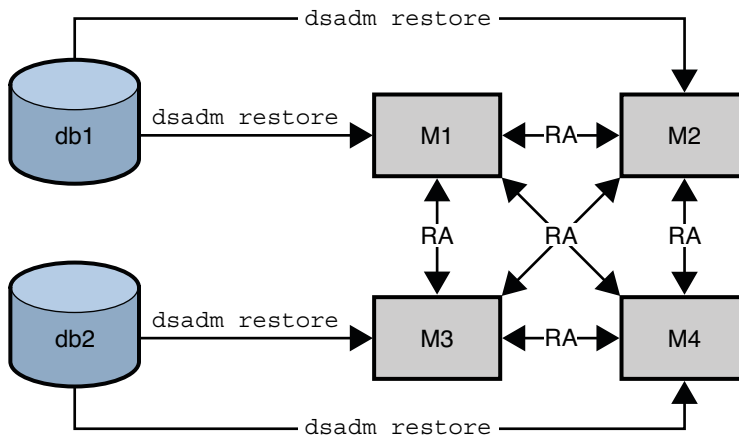 dsadm restore
db1
dsadm restore
M1
RA
M2
RA
RA
RA
db2
dsadm restore
M3
RA
M4
dsadm restore